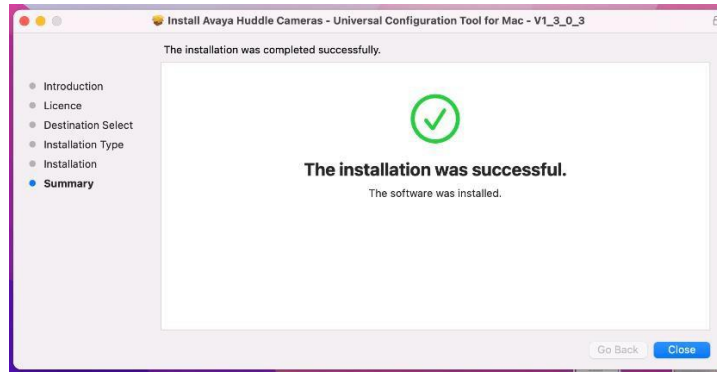 Install Avaya Huddle Cameras - Universal Configuration Tool for Mac - V1_3_0_3
The installation was completed successfully.
Introduction
Licence
Destination Select
Installation Type
Installation
Summary
The installation was successful.
The software was installed.
Go Back
Close